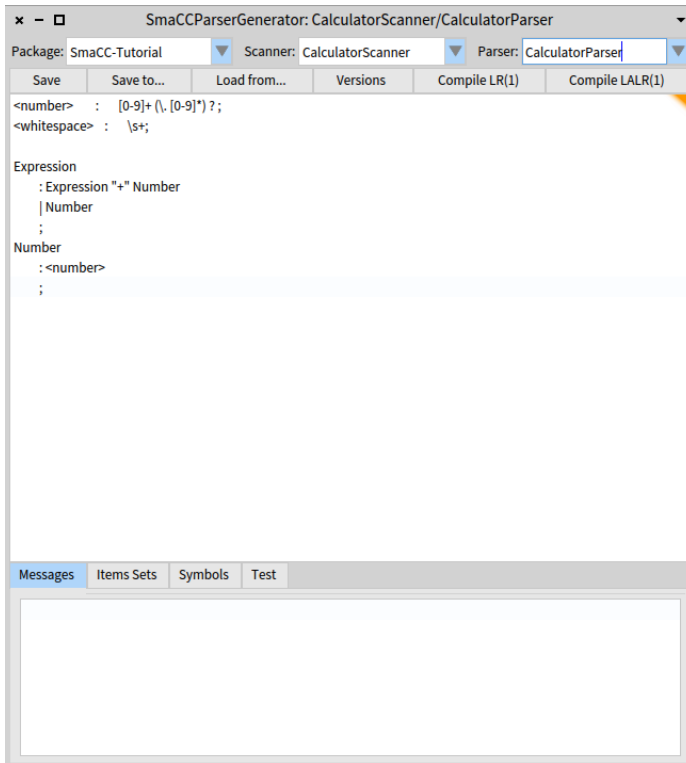 SmaCCParserGenerator: CalculatorScanner/CalculatorParser
Package: SmaCC-Tutorial Scanner: CalculatorScanner Parser: CalculatorParser
Save Save to... Load from... Versions Compile LR(1) Compile LALR(1)
<number> : [0-9]+ (\. [0-9]*) ? ;
<whitespace> : \s+;
Expression
: Expression "+" Number
| Number
;
Number
: <number>
;
Messages Items Sets Symbols Test